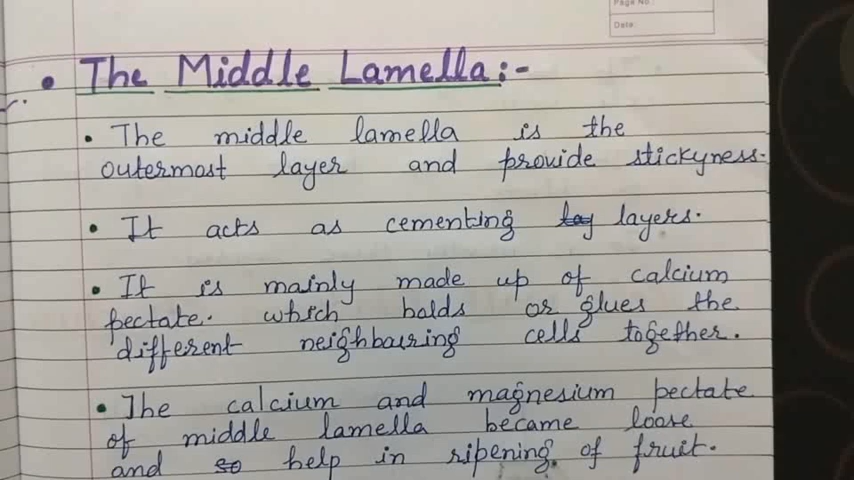 Page No.:
Date:
• The Middle Lamella:-
• The middle lamella is the
outermost layer and provide stickyness.
• It acts as cementing layers.
• It is mainly made up of calcium
pectate. which holds or glues the
different neighbouring cells together.
• The calcium and magnesium pectate
of middle lamella became loose
and help in ripening of fruit.